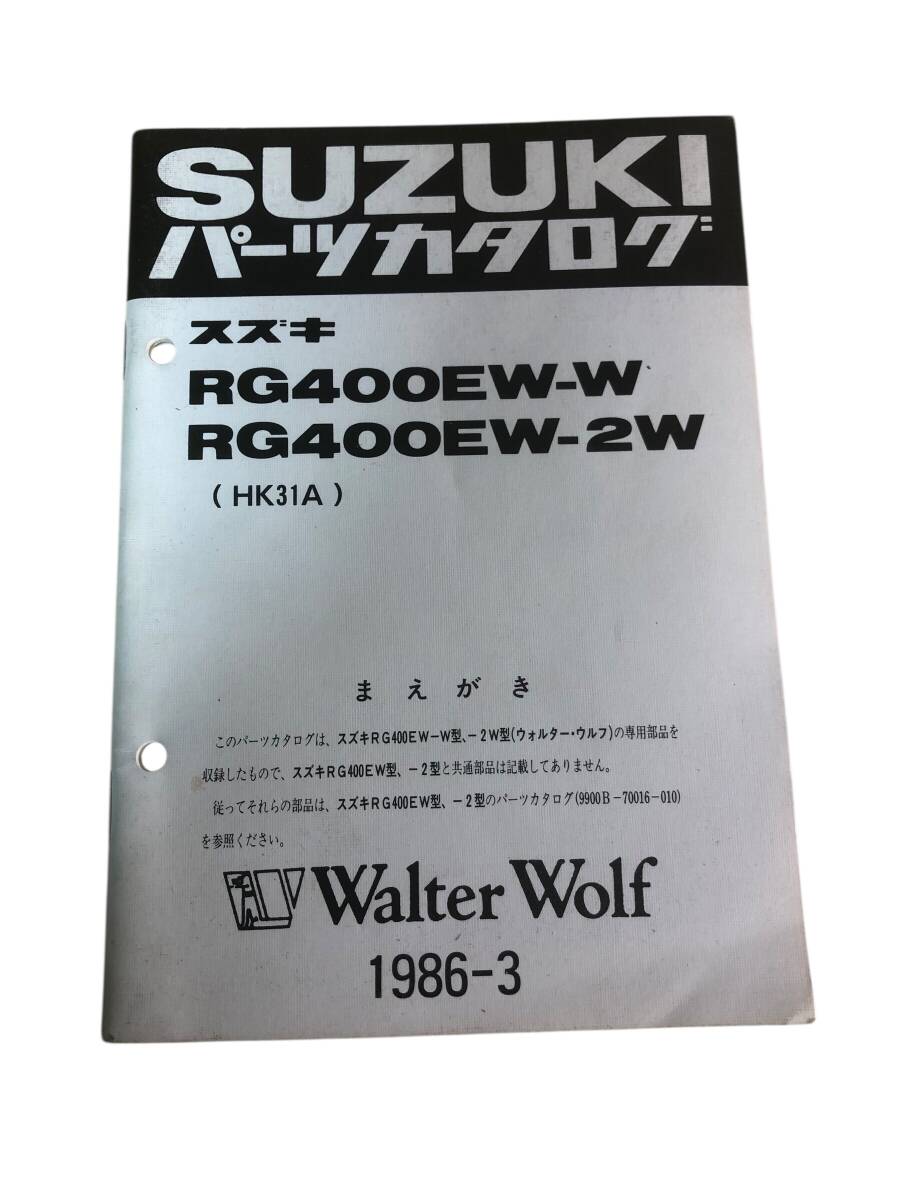 SUZUKI
パーツカタログ
スズキ
RG400EW-W
RG400EW-2W
( HK31A )
まえがき
このパーツカタログは、スズキRG400EW-W型、-2W型(ウォルター・ウルフ)の専用部品を
収録したもので、スズキRG400EW型、-2型と共通部品は記載してありません。
従ってそれらの部品は、スズキRG400EW型、-2型のパーツカタログ(9900B-70016-010)
を参照ください。
Walter Wolf
1986-3